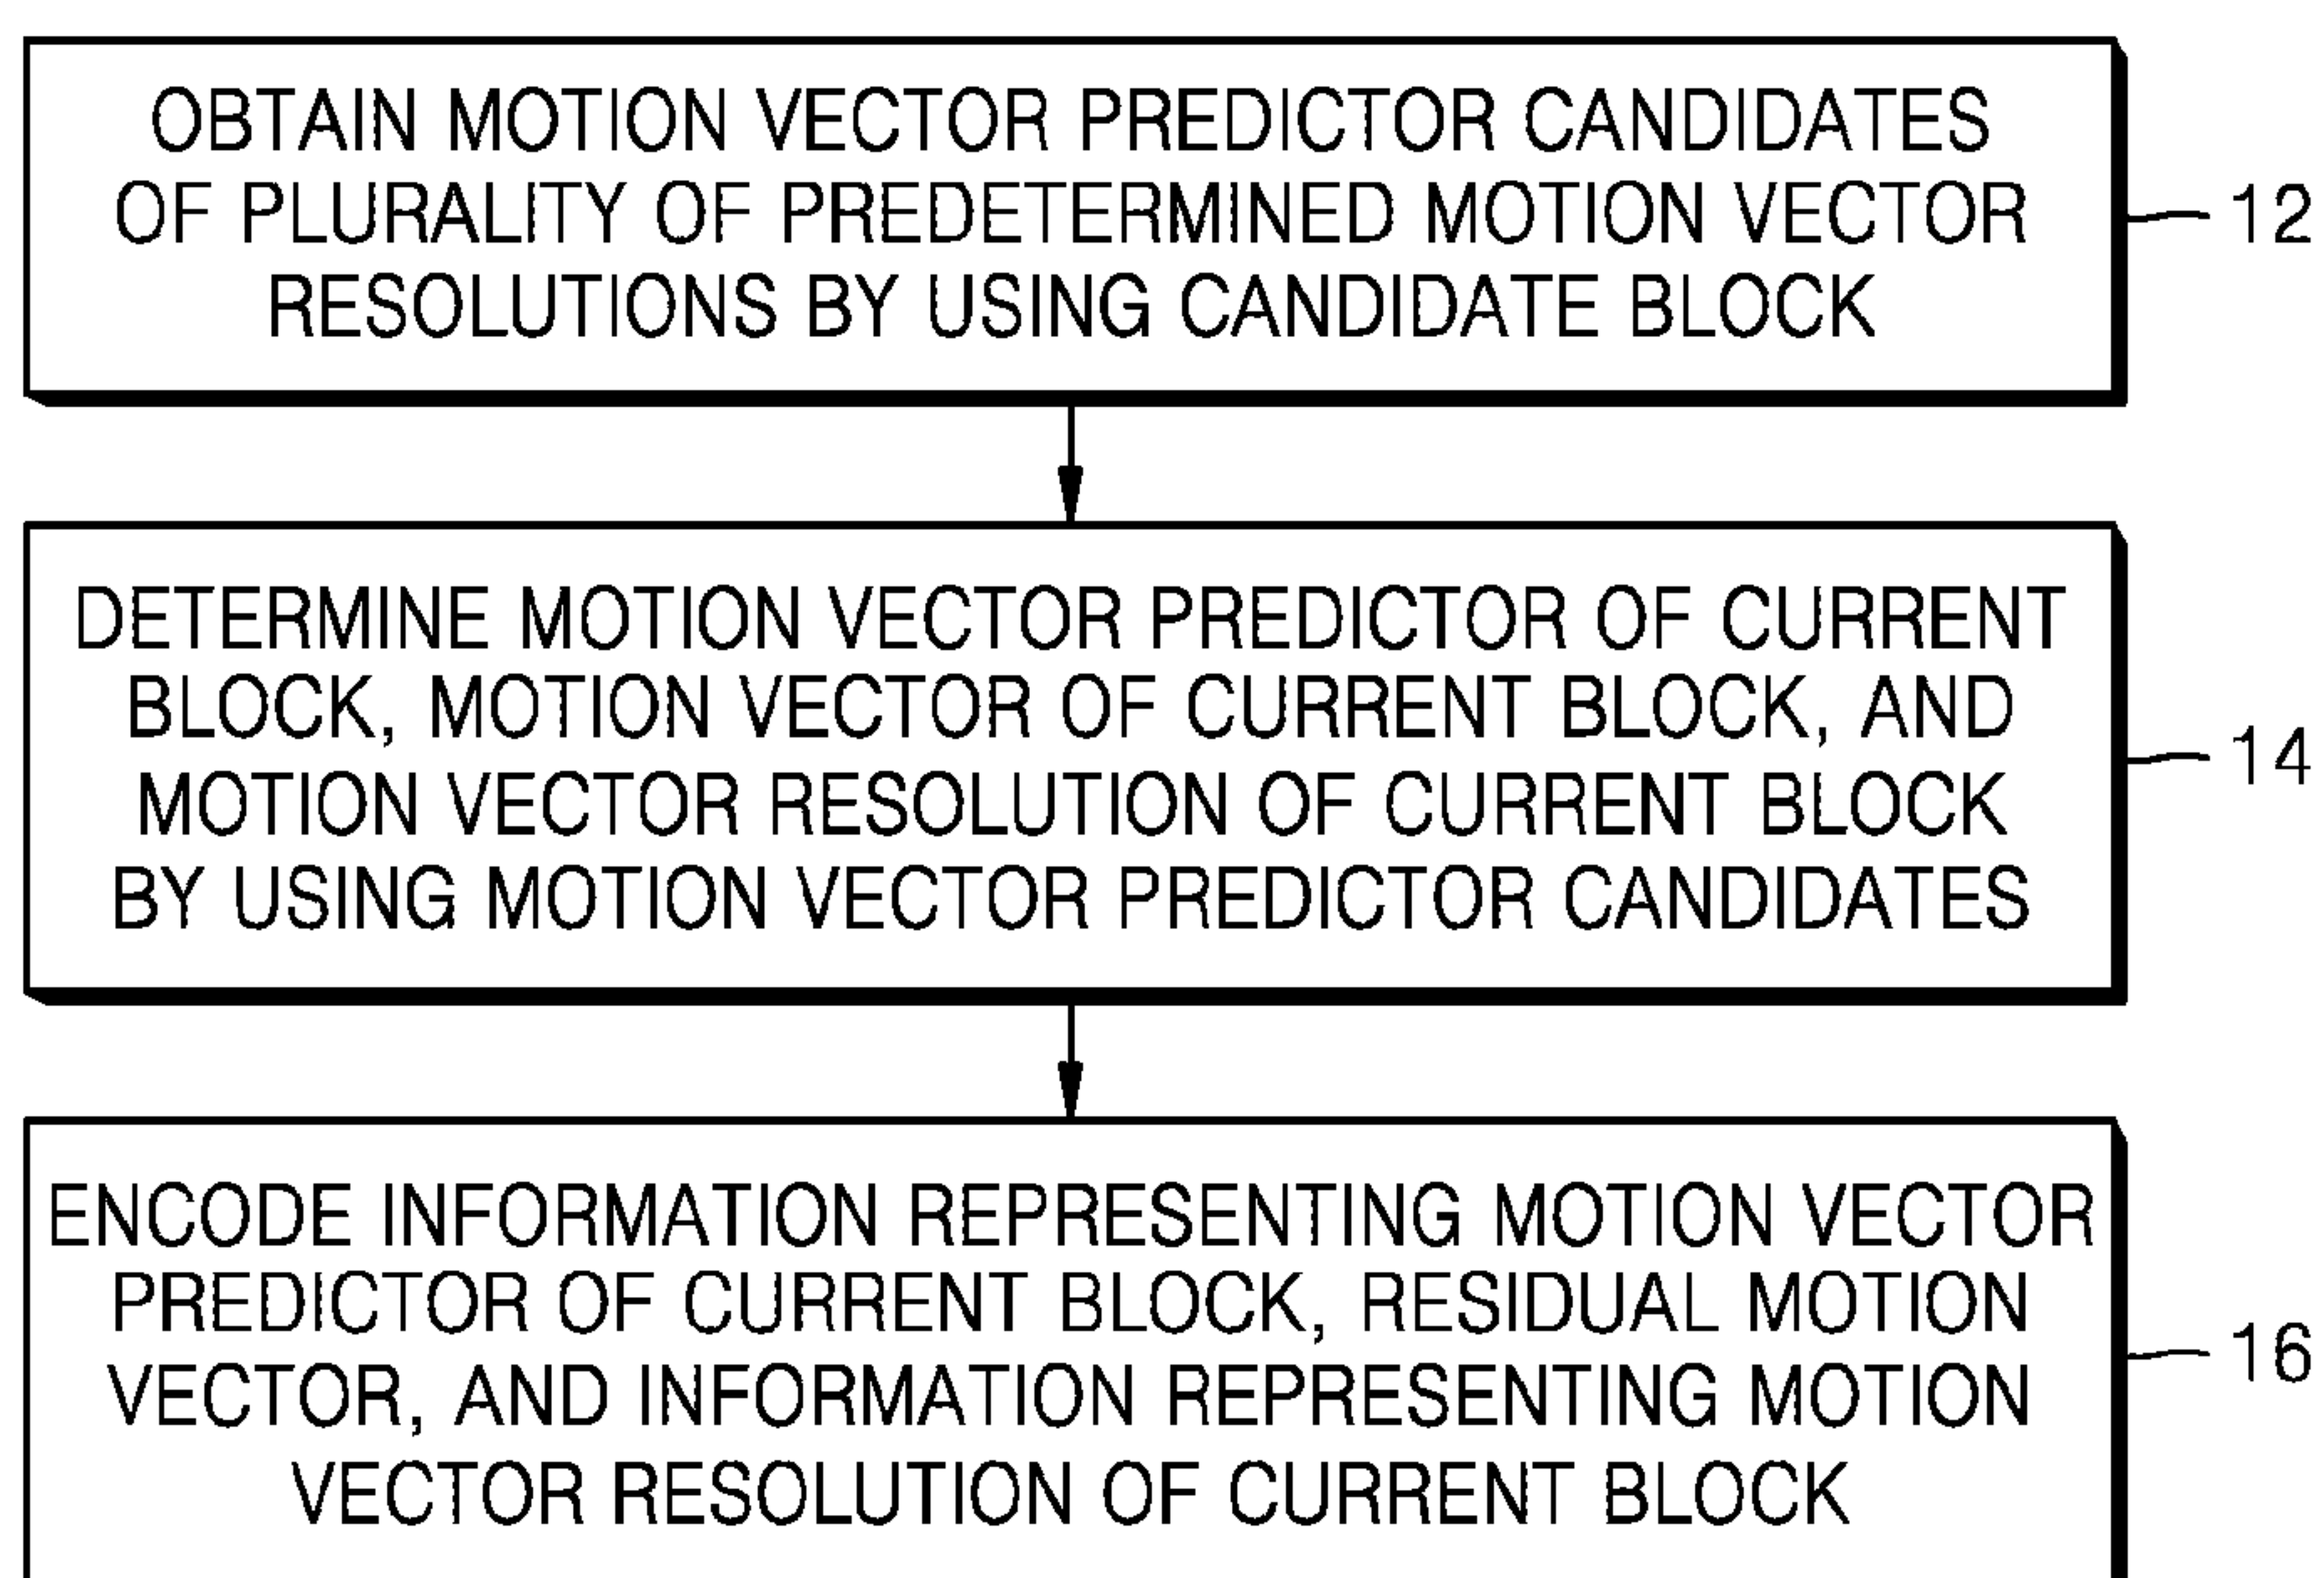 OBTAIN MOTION VECTOR PREDICTOR CANDIDATES
OF PLURALITY OF PREDETERMINED MOTION VECTOR
RESOLUTIONS BY USING CANDIDATE BLOCK
12
DETERMINE MOTION VECTOR PREDICTOR OF CURRENT
BLOCK, MOTION VECTOR OF CURRENT BLOCK, AND
MOTION VECTOR RESOLUTION OF CURRENT BLOCK
BY USING MOTION VECTOR PREDICTOR CANDIDATES
14
ENCODE INFORMATION REPRESENTING MOTION VECTOR
PREDICTOR OF CURRENT BLOCK, RESIDUAL MOTION
VECTOR, AND INFORMATION REPRESENTING MOTION
VECTOR RESOLUTION OF CURRENT BLOCK
16